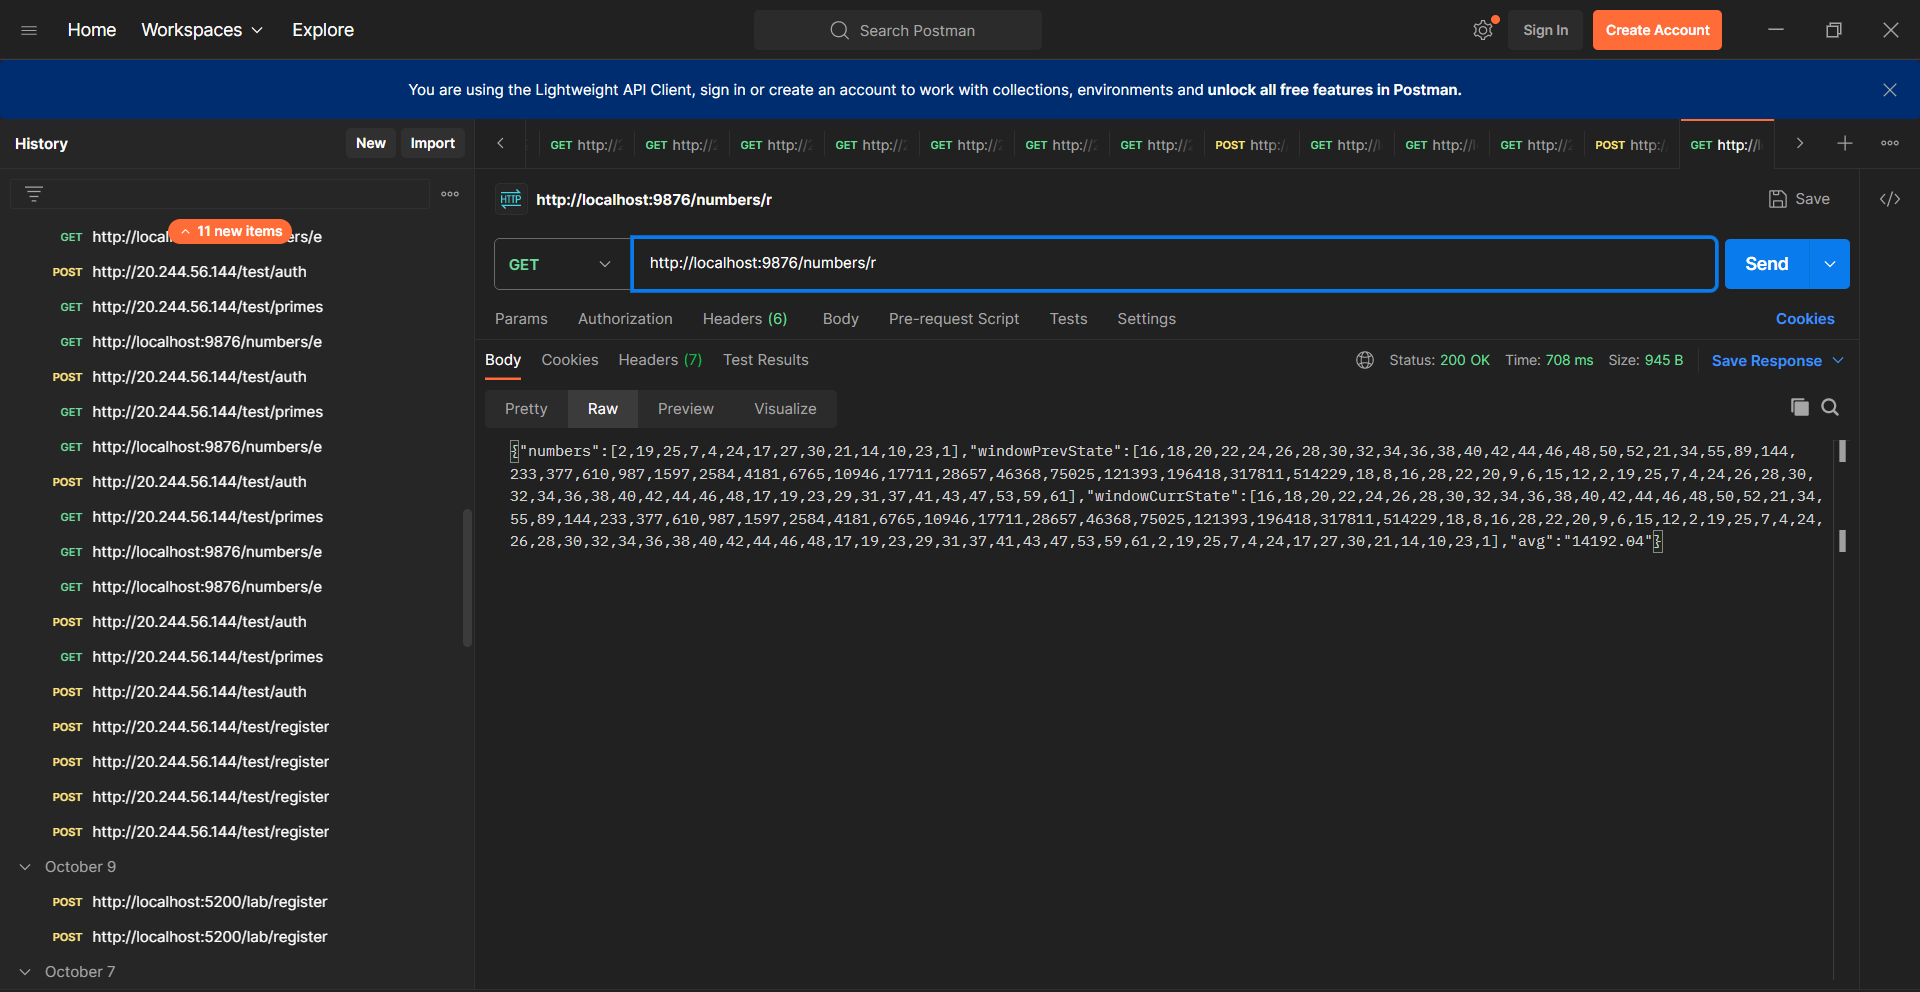 Home Workspaces Explore Search Postman Sign In Create Account
You are using the Lightweight API Client, sign in or create an account to work with collections, environments and unlock all free features in Postman.
History New Import
GET http:// GET http:// GET http:// GET http:// GET http:// GET http:// GET http:// POST http: GET http:// GET http:// GET http:// POST http: GET http://
HTTP http://localhost:9876/numbers/r Save
GET http://localhost:9876/numbers/r Send
Params Authorization Headers (6) Body Pre-request Script Tests Settings Cookies
Body Cookies Headers (7) Test Results Status: 200 OK Time: 708 ms Size: 945 B Save Response
Pretty Raw Preview Visualize
{"numbers":[2,19,25,7,4,24,17,27,30,21,14,10,23,1],"windowPrevState":[16,18,20,22,24,26,28,30,32,34,36,38,40,42,44,46,48,50,52,21,34,55,89,144,
233,377,610,987,1597,2584,4181,6765,10946,17711,28657,46368,75025,121393,196418,317811,514229,18,8,16,28,22,20,9,6,15,12,2,19,25,7,4,24,26,28,30,
32,34,36,38,40,42,44,46,48,17,19,23,29,31,37,41,43,47,53,59,61],"windowCurrState":[16,18,20,22,24,26,28,30,32,34,36,38,40,42,44,46,48,50,52,21,34,
55,89,144,233,377,610,987,1597,2584,4181,6765,10946,17711,28657,46368,75025,121393,196418,317811,514229,18,8,16,28,22,20,9,6,15,12,2,19,25,7,4,24,
26,28,30,32,34,36,38,40,42,44,46,48,17,19,23,29,31,37,41,43,47,53,59,61,2,19,25,7,4,24,17,27,30,21,14,10,23,1],"avg":"14192.04"}
11 new items
GET http://local ers/e
POST http://20.244.56.144/test/auth
GET http://20.244.56.144/test/primes
GET http://localhost:9876/numbers/e
POST http://20.244.56.144/test/auth
GET http://20.244.56.144/test/primes
GET http://localhost:9876/numbers/e
POST http://20.244.56.144/test/auth
GET http://20.244.56.144/test/primes
GET http://localhost:9876/numbers/e
GET http://localhost:9876/numbers/e
POST http://20.244.56.144/test/auth
GET http://20.244.56.144/test/primes
POST http://20.244.56.144/test/auth
POST http://20.244.56.144/test/register
POST http://20.244.56.144/test/register
POST http://20.244.56.144/test/register
POST http://20.244.56.144/test/register
October 9
POST http://localhost:5200/lab/register
POST http://localhost:5200/lab/register
October 7